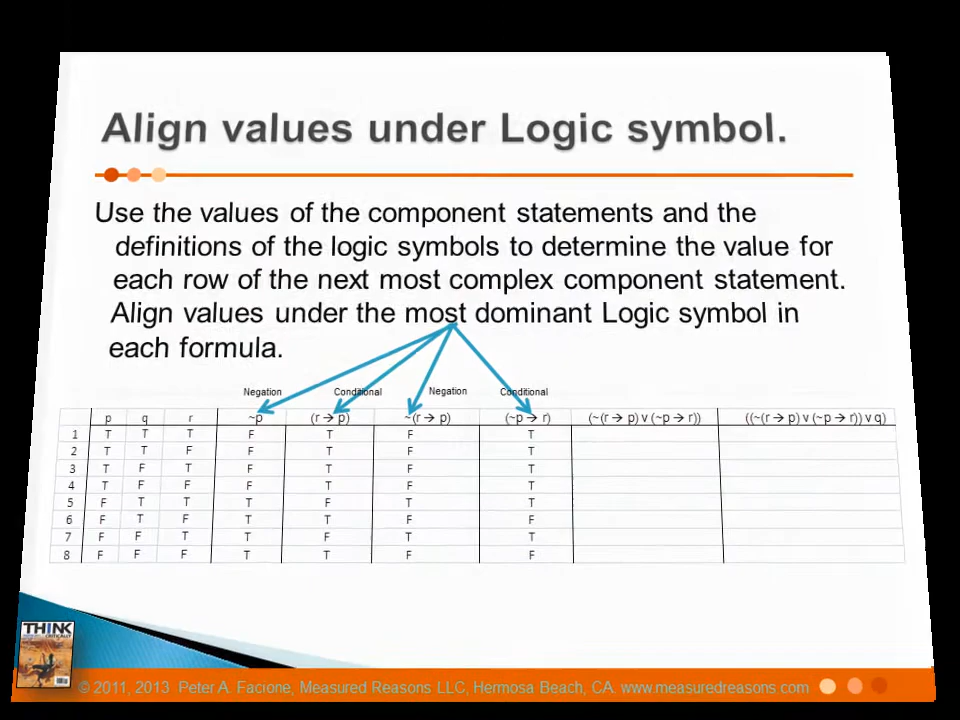 Align values under Logic symbol.
Use the values of the component statements and the
definitions of the logic symbols to determine the value for
each row of the next most complex component statement.
Align values under the most dominant Logic symbol in
each formula.
Negation Conditional Negation Conditional
p q r ~p (r → p) ~(r → p) (~p → r) (~(r → p) v (~p → r)) ((~(r → p) v (~p → r)) v q)
1 T T T F T F T
2 T T F F T F T
3 T F T F T F T
4 T F F F T F T
5 F T T T F T T
6 F T F T T F F
7 F F T T F T T
8 F F F T T F F
THINK
CRITICALLY
© 2011, 2013 Peter A. Facione, Measured Reasons LLC, Hermosa Beach, CA. www.measuredreasons.com